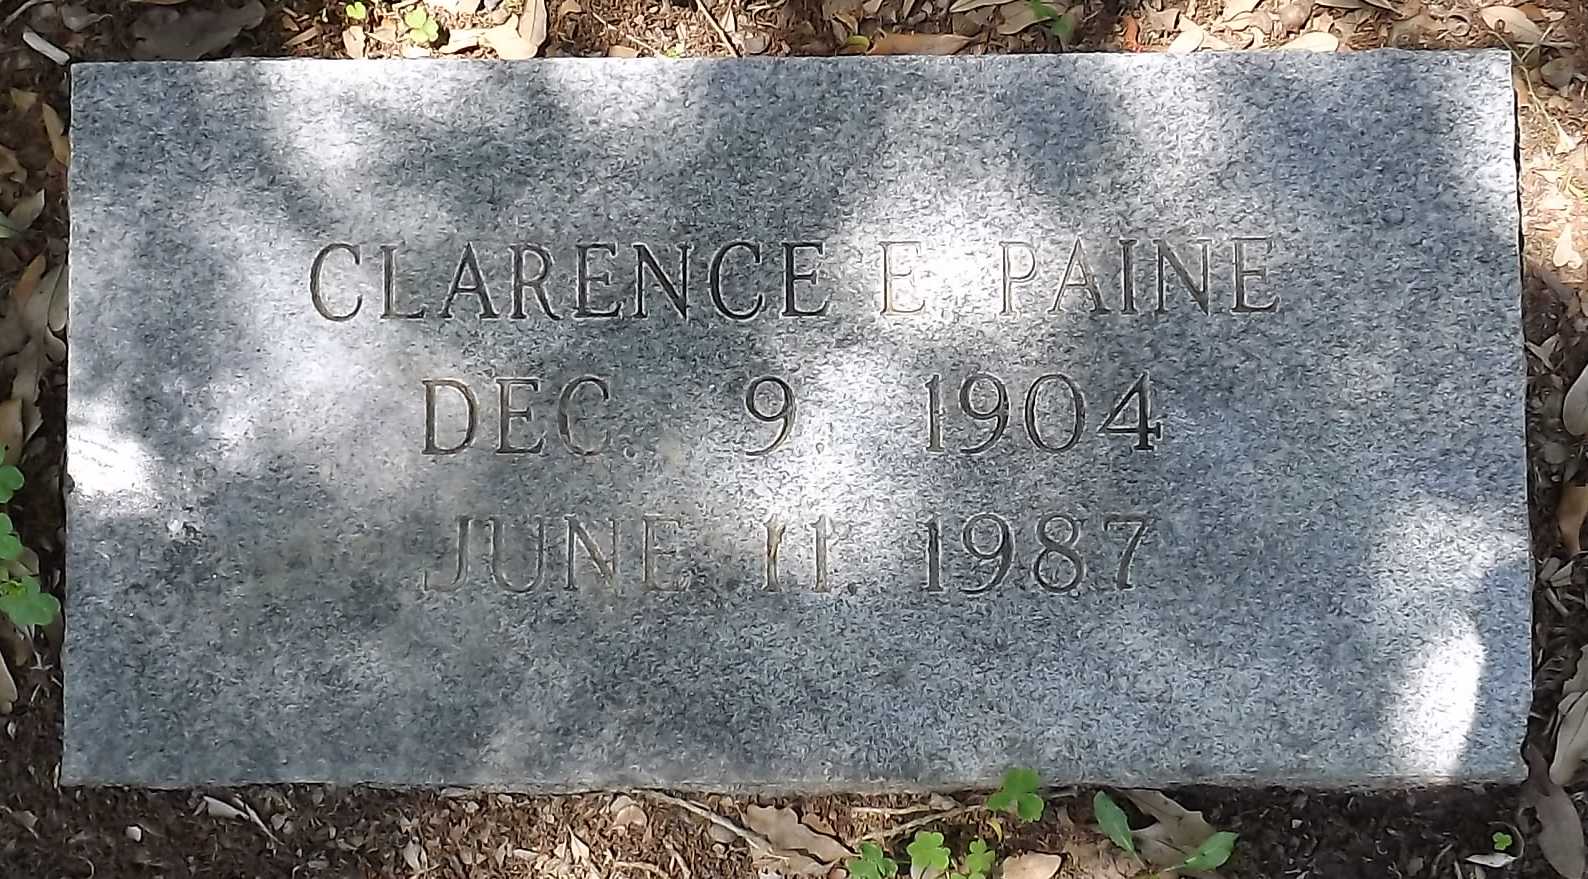 CLARENCE E. PAINE
DEC. 9, 1904
JUNE 11, 1987